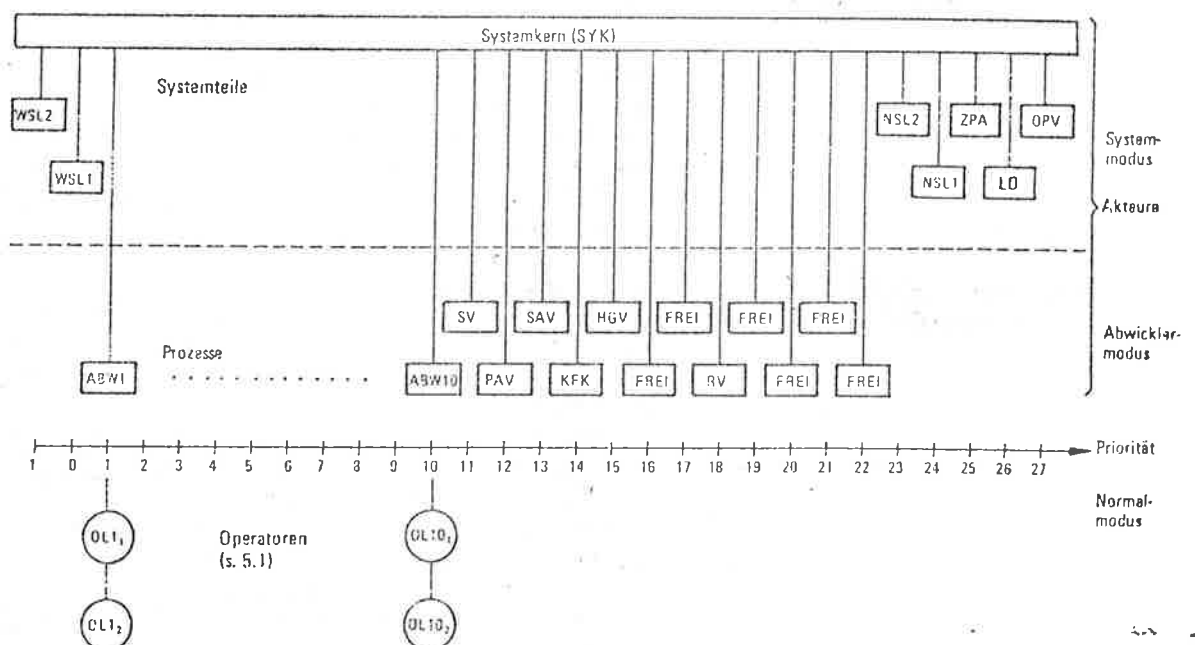 Systemkern (SYK)
Systemteile
WSL2
NSL2
ZPA
OPV
System-
modus
WSL1
NSL1
LD
Akteure
SV
SAV
HGV
FREI
FREI
FREI
Abwickler-
modus
Prozesse
ABW1
ABW10
PAV
KFK
FREI
RV
FREI
FREI
Priorität
1 0 1 2 3 4 5 6 7 8 9 10 11 12 13 14 15 16 17 18 19 20 21 22 23 24 25 26 27
Normal-
modus
OL1₁
Operatoren
(s. 5.1)
OL10₁
OL1₂
OL10₂